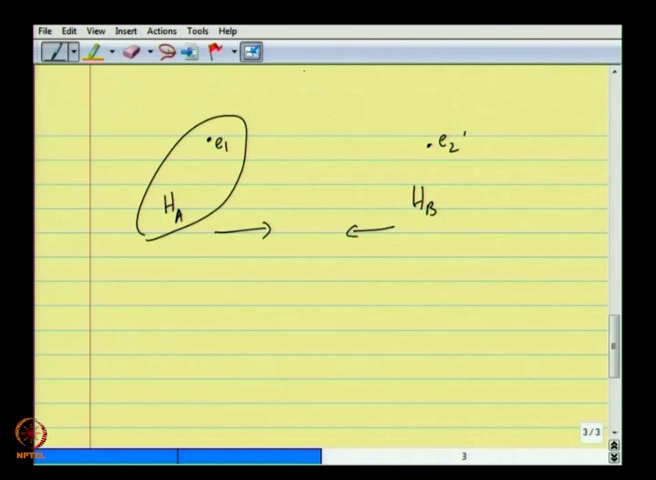 File Edit View Insert Actions Tools Help
e1 e2'
HA HB
3/3
NPTEL 3